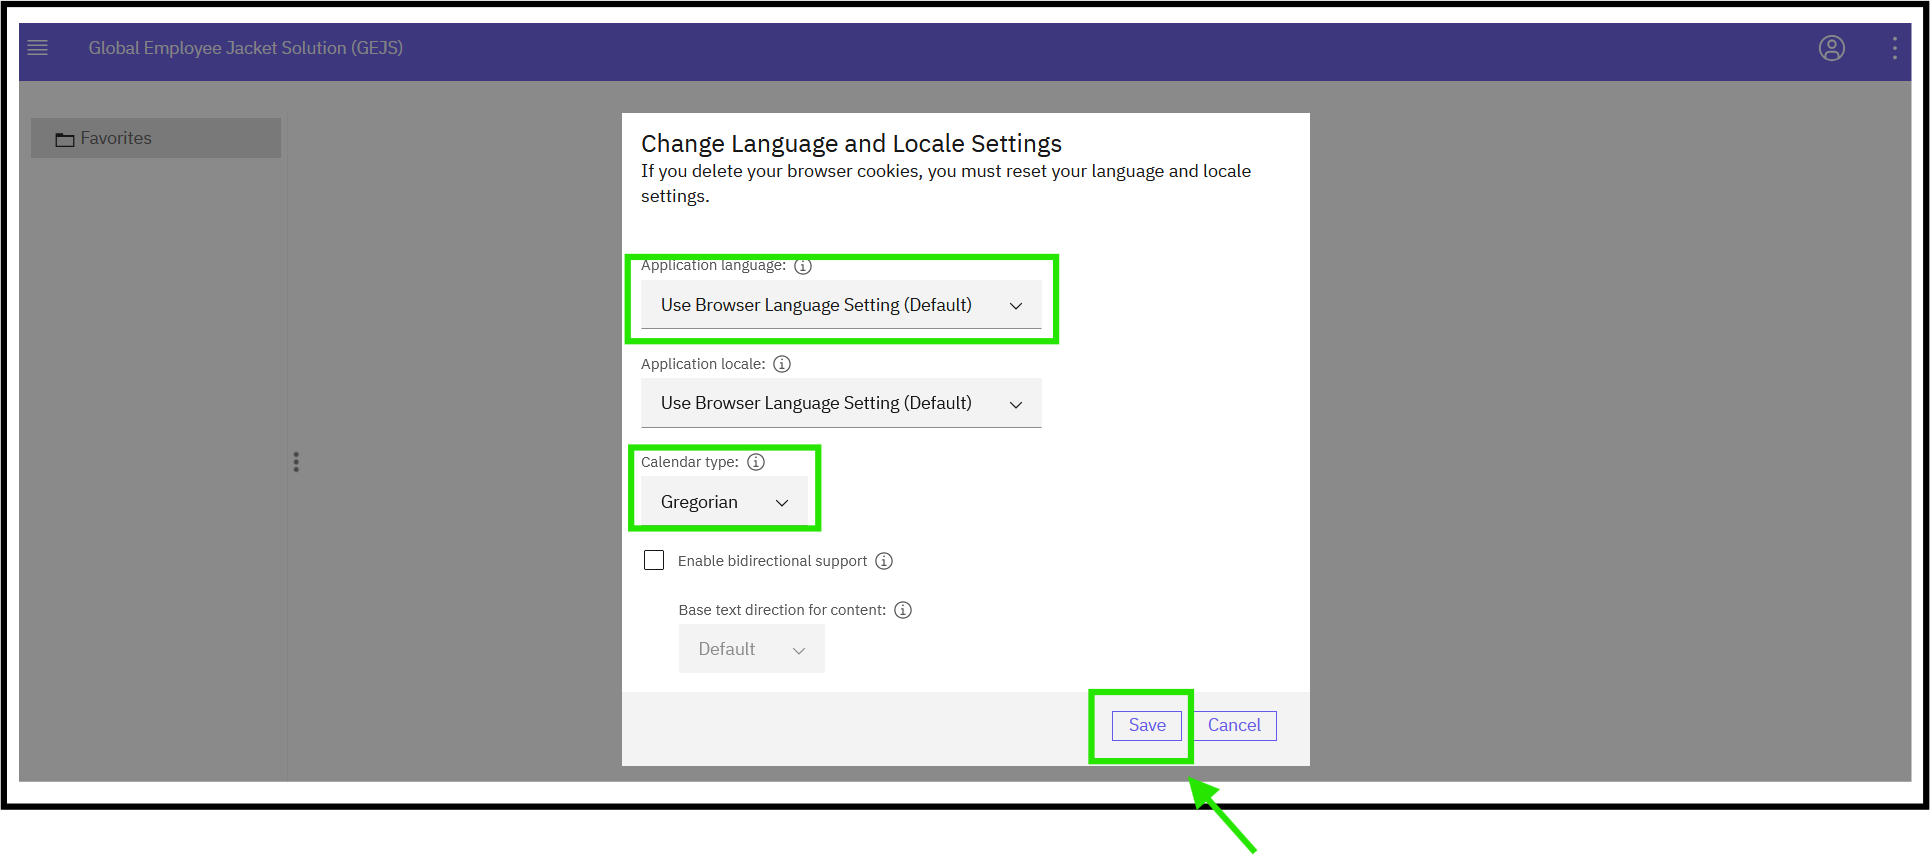 Global Employee Jacket Solution (GEJS)
Favorites
Change Language and Locale Settings
If you delete your browser cookies, you must reset your language and locale
settings.
Application language:
Use Browser Language Setting (Default)
Application locale:
Use Browser Language Setting (Default)
Calendar type:
Gregorian
Enable bidirectional support
Base text direction for content:
Default
Save Cancel